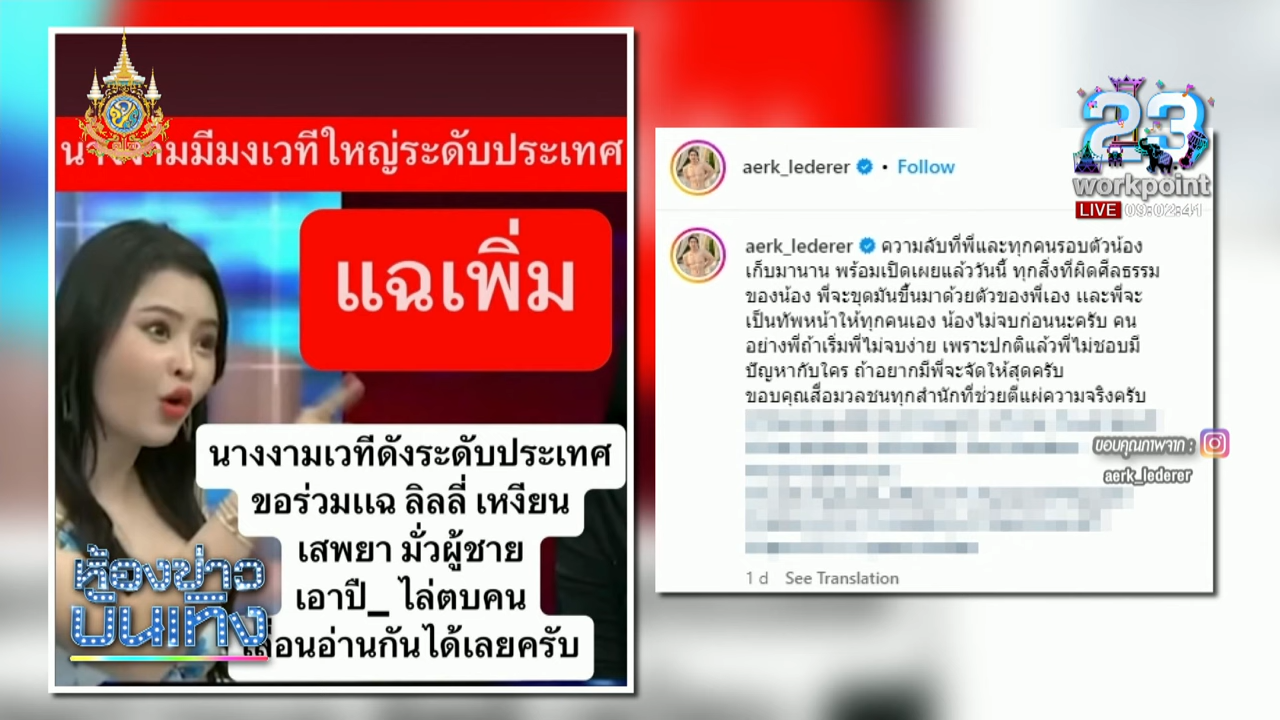 นางงามมีมงเวทีใหญ่ระดับประเทศ
แฉเพิ่ม
นางงามเวทีดังระดับประเทศ
ขอร่วมแฉ ลิลลี่ เหงียน
เสพยา มั่วผู้ชาย
เอาปี_ ไล่ตบคน
เลื่อนอ่านกันได้เลยครับ
ห้องข่าว
บันเทิง
23
workpoint
LIVE 09:02:41
aerk_lederer • Follow
aerk_lederer ความลับที่พี่และทุกคนรอบตัวน้อง
เก็บมานาน พร้อมเปิดเผยแล้ววันนี้ ทุกสิ่งที่ผิดศีลธรรม
ของน้อง พี่จะขุดมันขึ้นมาด้วยตัวของพี่เอง และพี่จะ
เป็นทัพหน้าให้ทุกคนเอง น้องไม่จบก่อนนะครับ คน
อย่างพี่ถ้าเริ่มพี่ไม่จบง่าย เพราะปกติแล้วพี่ไม่ชอบมี
ปัญหากับใคร ถ้าอยากมีพี่จะจัดให้สุดครับ
ขอบคุณสื่อมวลชนทุกสำนักที่ช่วยตีแผ่ความจริงครับ
1 d See Translation
ขอบคุณภาพจาก :
aerk_lederer